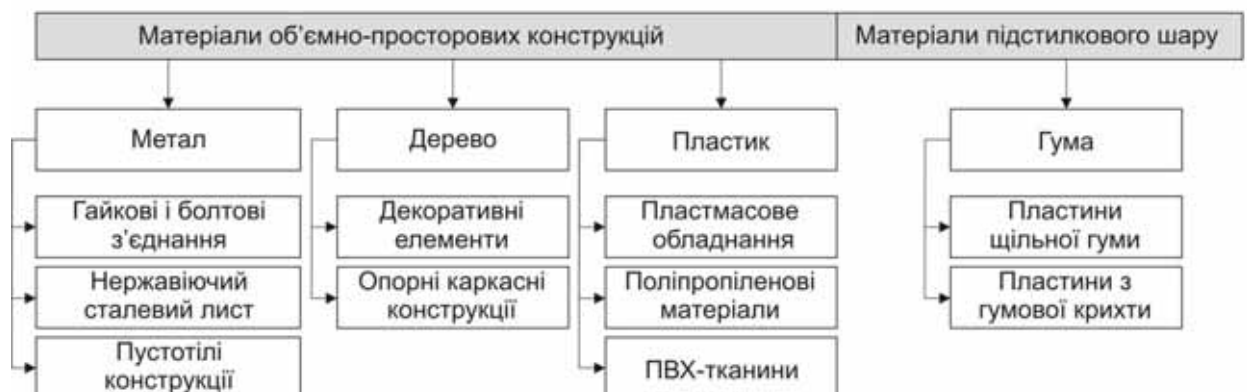 Матеріали об’ємно-просторових конструкцій
Матеріали підстилкового шару
Метал
Дерево
Пластик
Гума
Гайкові і болтові
з’єднання
Декоративні
елементи
Пластмасове
обладнання
Пластини
щільної гуми
Нержавіючий
сталевий лист
Опорні каркасні
конструкції
Поліпропіленові
матеріали
Пластини з
гумової крихти
Пустотілі
конструкції
ПВХ-тканини